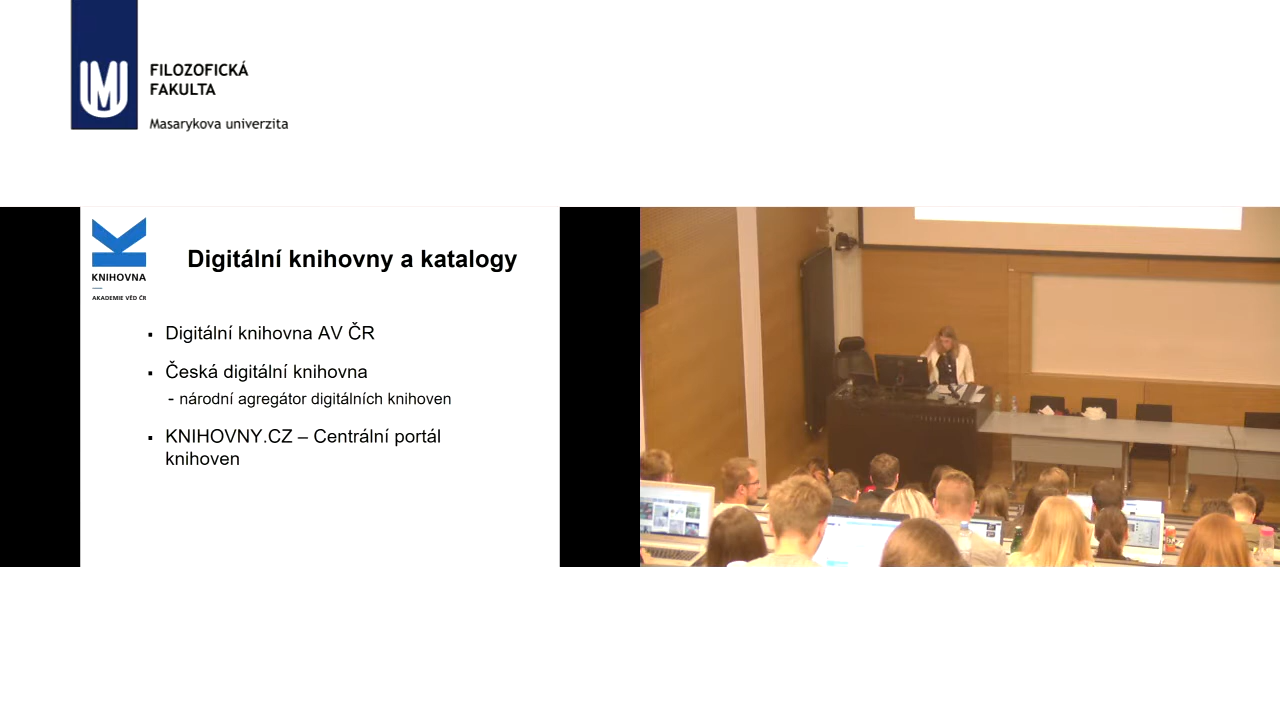 FILOZOFICKÁ
FAKULTA
Masarykova univerzita
KNIHOVNA
AKADEMIE VĚD ČR
Digitální knihovny a katalogy
▪ Digitální knihovna AV ČR
▪ Česká digitální knihovna
- národní agregátor digitálních knihoven
▪ KNIHOVNY.CZ – Centrální portál
knihoven